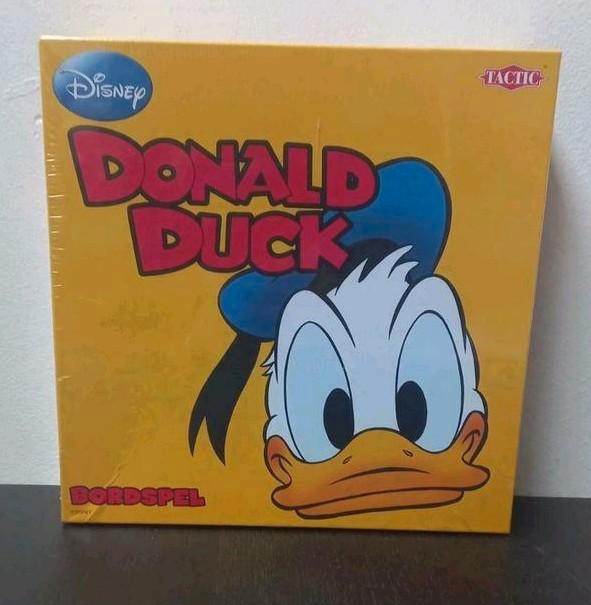 Disney
TACTIC
DONALD
DUCK
BORDSPEL